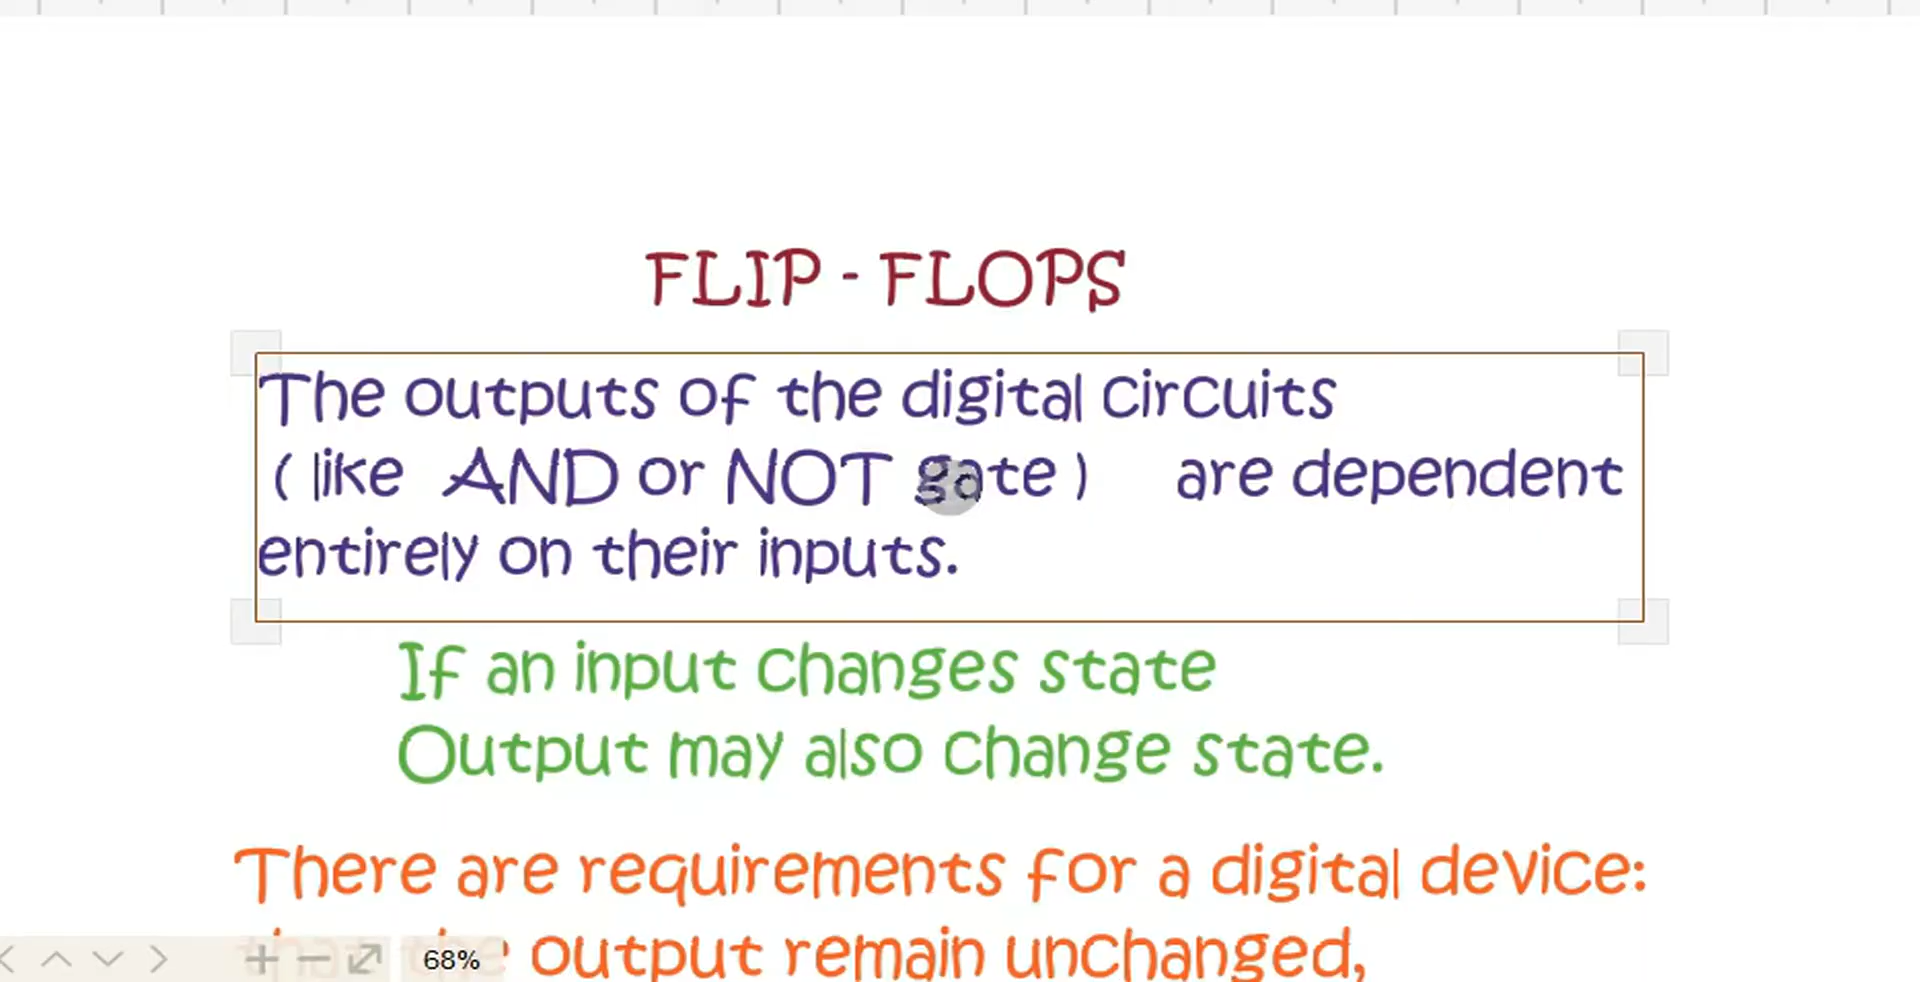 FLIP - FLOPS
The outputs of the digital circuits
( like AND or NOT gate ) are dependent
entirely on their inputs.
If an input changes state
Output may also change state.
There are requirements for a digital device:
that the output remain unchanged,
68%